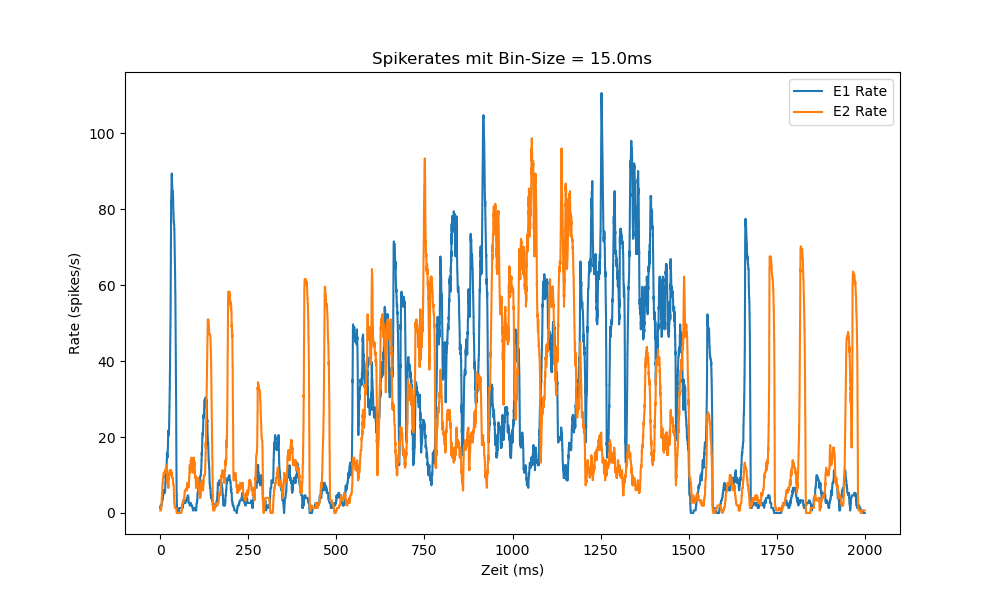 Spikerates mit Bin-Size = 15.0ms
E1 Rate
E2 Rate
Rate (spikes/s)
100
80
60
40
20
0
0 250 500 750 1000 1250 1500 1750 2000
Zeit (ms)